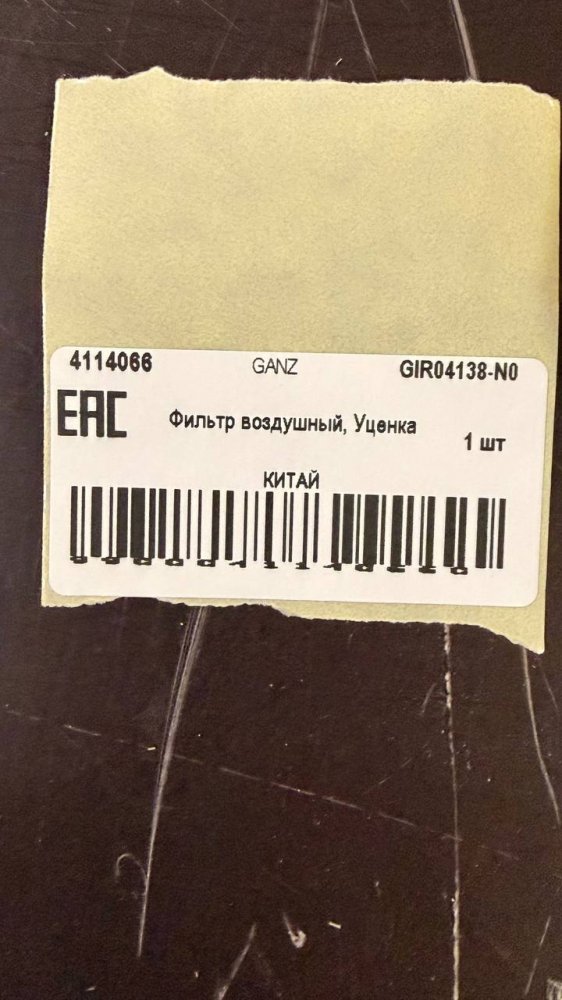 4114066 GANZ GIR04138-N0
EAC
Фильтр воздушный, Уценка
1 шт
КИТАЙ